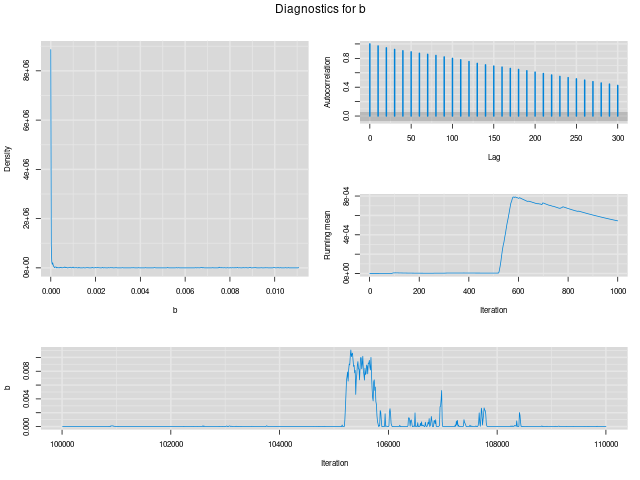 Diagnostics for b
Density
0e+00 2e+06 4e+06 6e+06 8e+06
0.000 0.002 0.004 0.006 0.008 0.010
b
Autocorrelation
0.0 0.4 0.8
0 50 100 150 200 250 300
Lag
Running mean
0e+00 4e-04 8e-04
0 200 400 600 800 1000
Iteration
b
0.000 0.004 0.008
100000 102000 104000 106000 108000 110000
Iteration